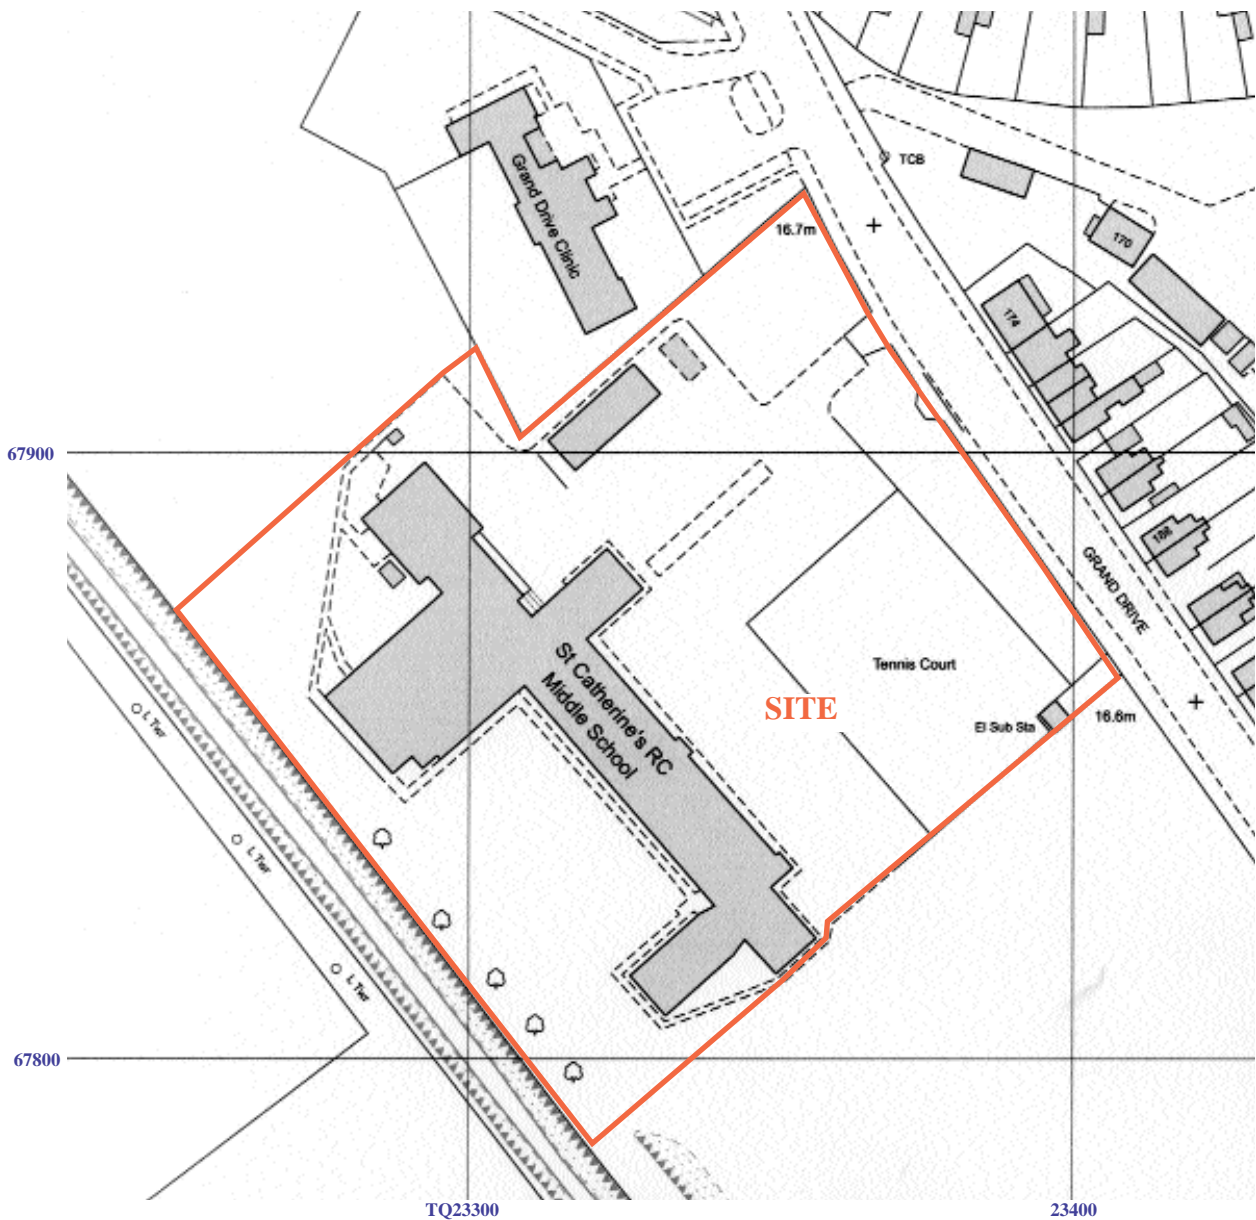 TCB
Grand Drive Clinic
16.7m
170
174
67900
186
GRAND DRIVE
St Catherine's RC
Middle School
Tennis Court
SITE
El Sub Sta
16.6m
L Twr
L Twr
L Twr
67800
TQ23300
23400